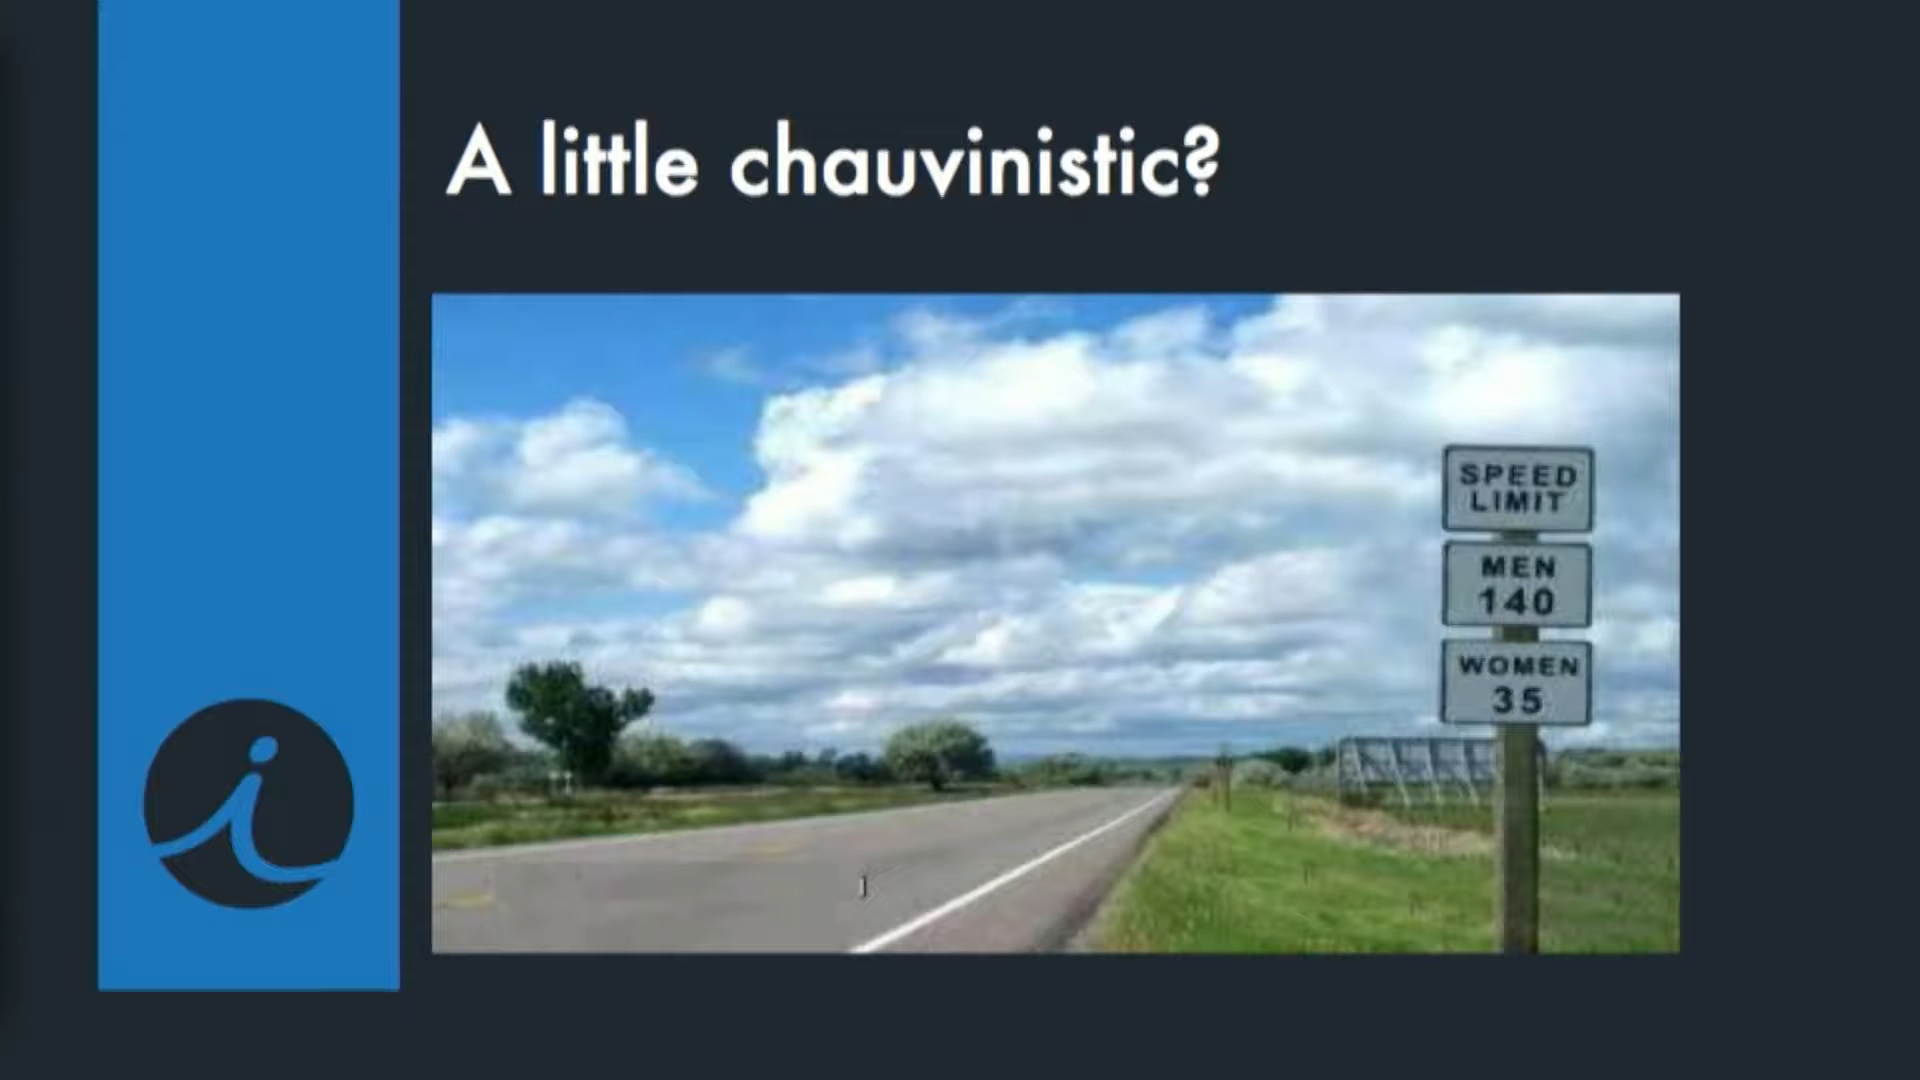 A little chauvinistic?
SPEED
LIMIT
MEN
140
WOMEN
35